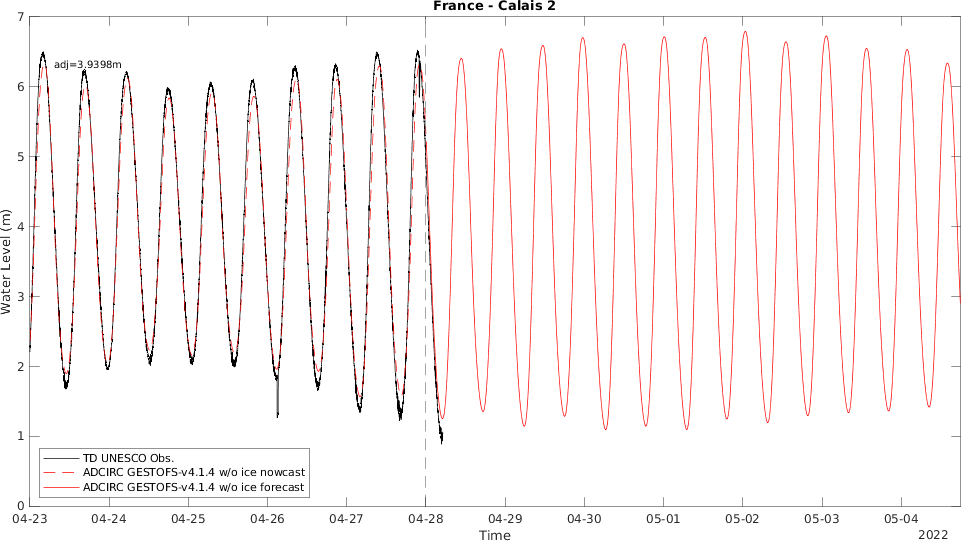 France - Calais 2
7
adj=3.9398m
6
5
4
3
2
1
0
Water Level (m)
TD UNESCO Obs.
ADCIRC GESTOFS-v4.1.4 w/o ice nowcast
ADCIRC GESTOFS-v4.1.4 w/o ice forecast
04-23 04-24 04-25 04-26 04-27 04-28 04-29 04-30 05-01 05-02 05-03 05-04
Time
2022